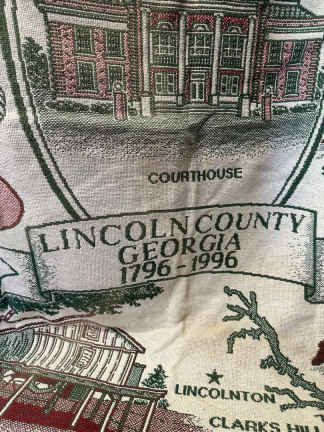 COURTHOUSE
LINCOLN COUNTY
GEORGIA
1796-1996
LINCOLNTON
CLARKS HILL